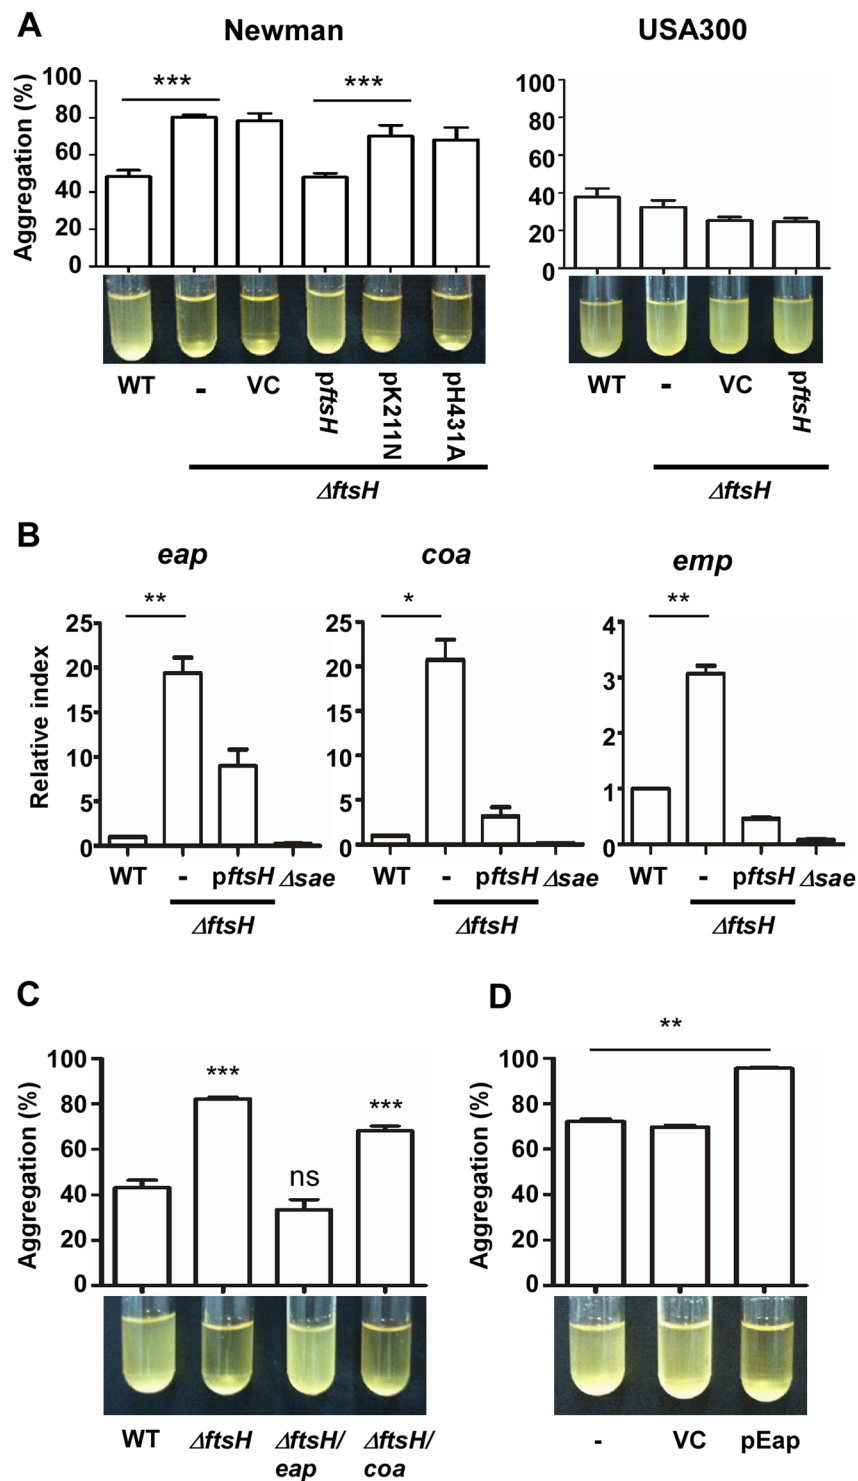 A
Newman
USA300
Aggregation (%)
100
80
60
40
20
0
***
***
100
80
60
40
20
0
WT
-
VC
pftsH
pK211N
pH431A
ΔftsH
WT
-
VC
pftsH
ΔftsH
B
eap
coa
emp
Relative index
25
20
15
10
5
0
**
25
20
15
10
5
0
*
4
3
2
1
0
**
WT
-
pftsH
Δsae
ΔftsH
WT
-
pftsH
Δsae
ΔftsH
WT
-
pftsH
Δsae
ΔftsH
C
Aggregation (%)
100
80
60
40
20
0
***
ns
***
WT
ΔftsH
ΔftsH/
eap
ΔftsH/
coa
D
Aggregation (%)
100
80
60
40
20
0
**
-
VC
pEap